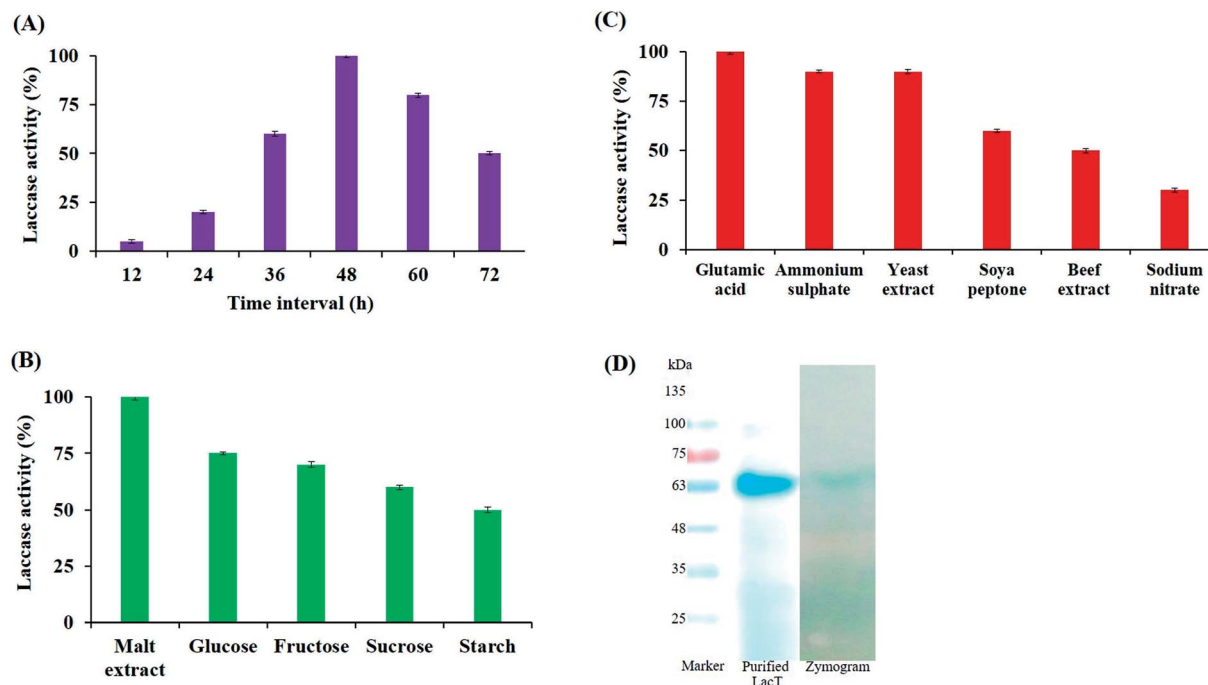 (A)
Laccase activity (%)
100
75
50
25
0
12 24 36 48 60 72
Time interval (h)
(B)
Laccase activity (%)
100
75
50
25
0
Malt Glucose Fructose Sucrose Starch
extract
(C)
Laccase activity (%)
100
75
50
25
0
Glutamic Ammonium Yeast Soya Beef Sodium
acid sulphate extract peptone extract nitrate
(D)
kDa
135
100
75
63
48
35
25
Marker Purified Zymogram
LacT